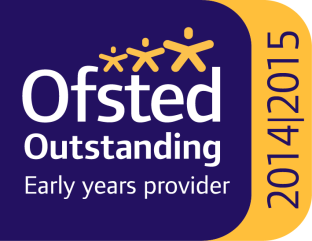 Ofsted
Outstanding
Early years provider
2014|2015